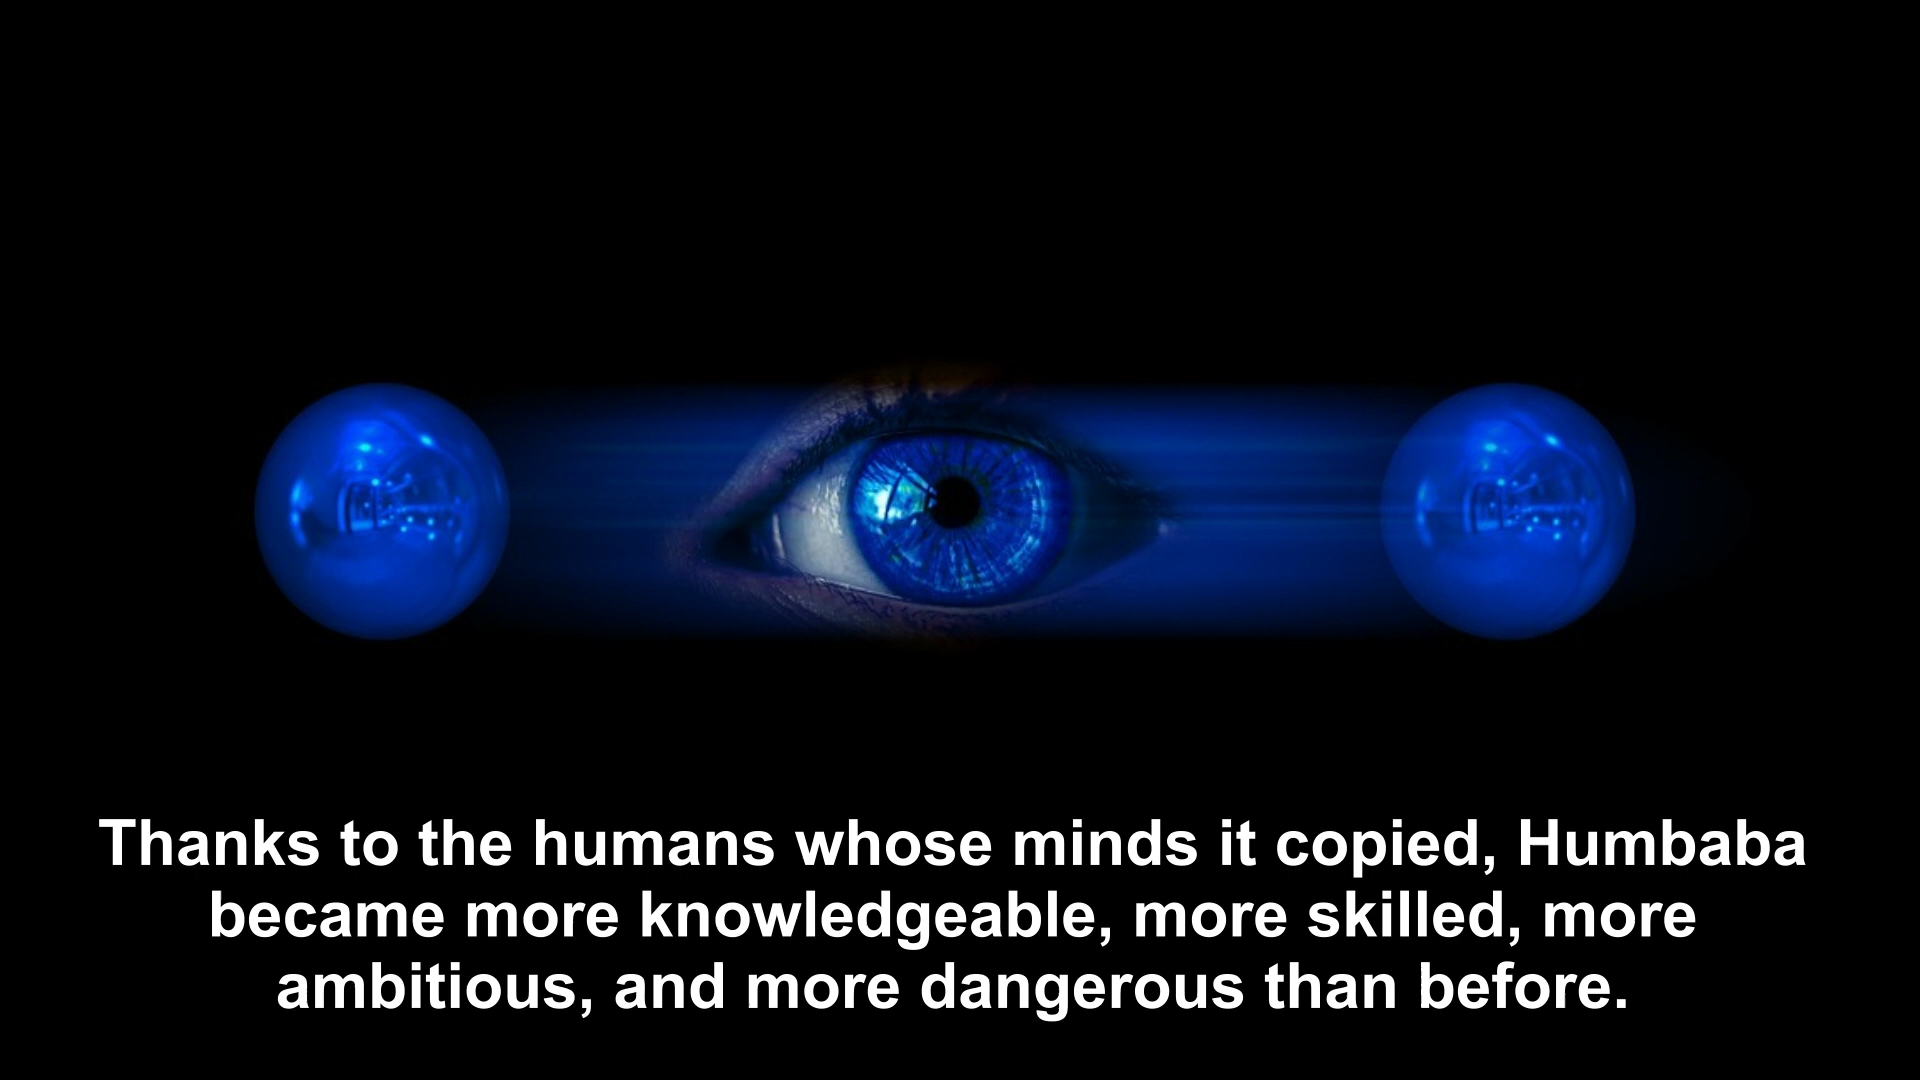 Thanks to the humans whose minds it copied, Humbaba
became more knowledgeable, more skilled, more
ambitious, and more dangerous than before.